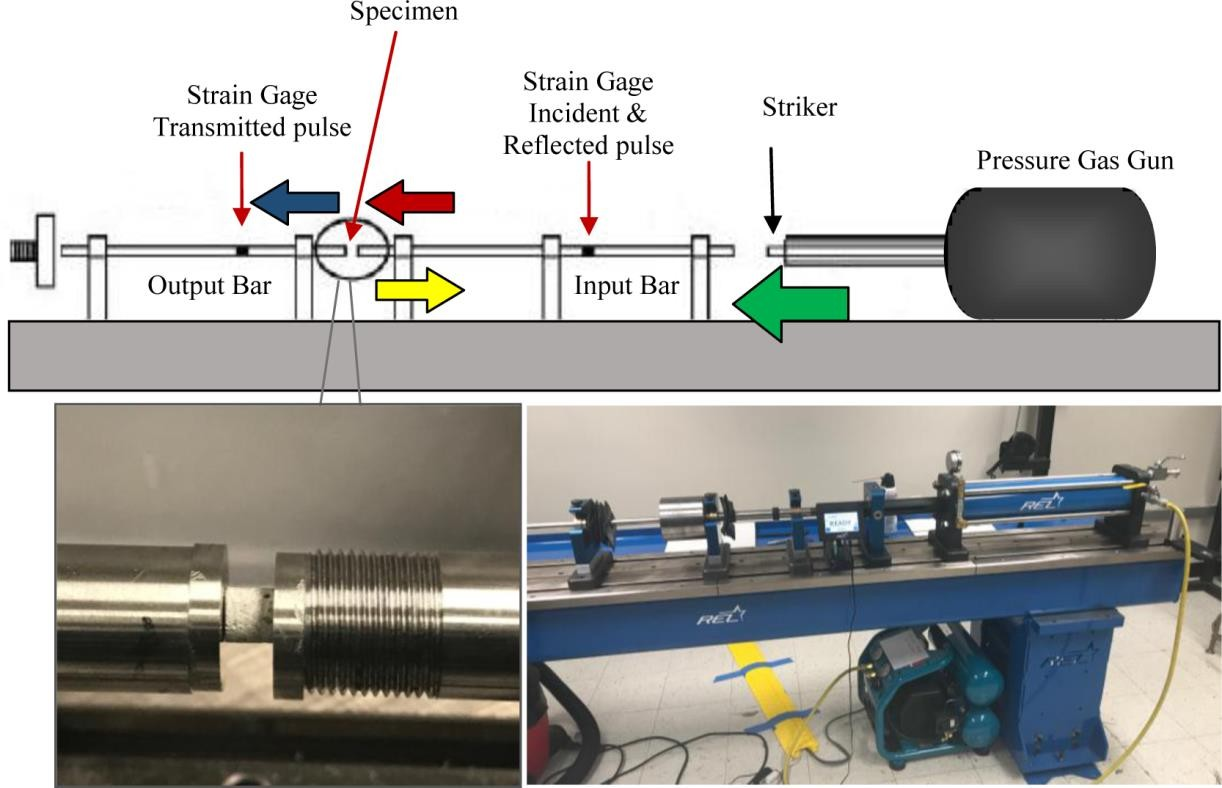 Specimen
Strain Gage
Transmitted pulse
Strain Gage
Incident &
Reflected pulse
Striker
Pressure Gas Gun
Output Bar
Input Bar
REL
READY
REL
REL